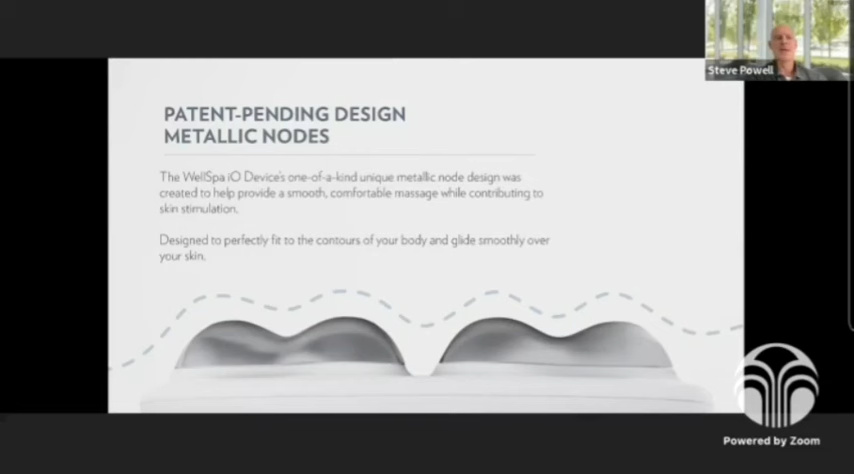 Steve Powell
PATENT-PENDING DESIGN
METALLIC NODES
The WellSpa iO Device's one-of-a-kind unique metallic node design was
created to help provide a smooth, comfortable massage while contributing to
skin stimulation.
Designed to perfectly fit to the contours of your body and glide smoothly over
your skin.
Powered by Zoom